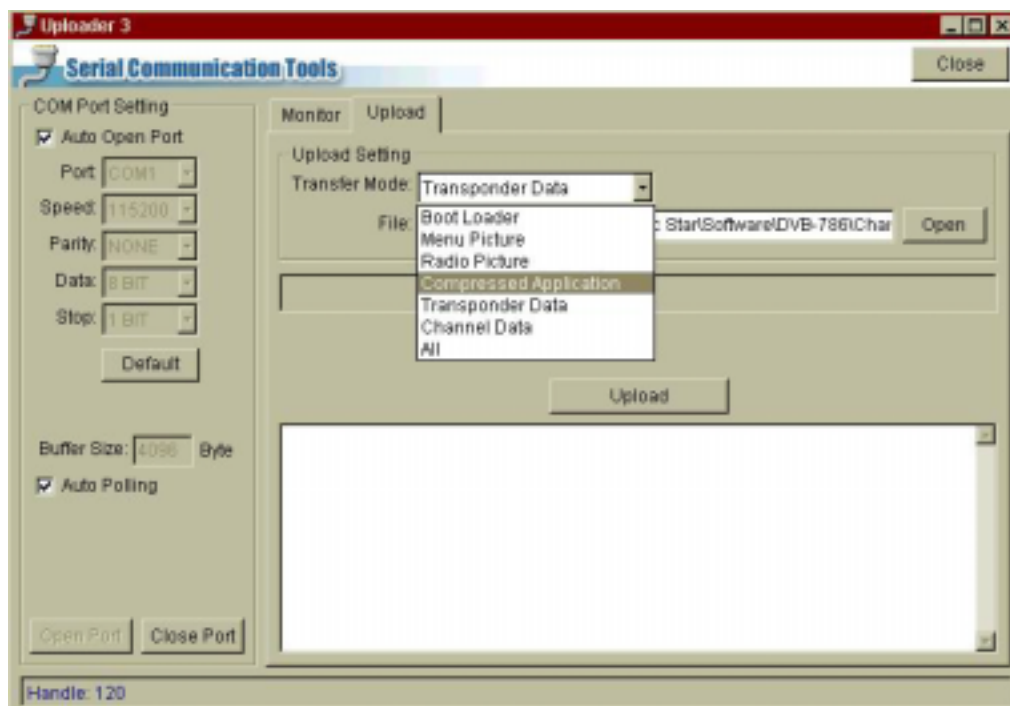 Uploader 3
Serial Communication Tools
Close
COM Port Setting
Auto Open Port
Port: COM1
Speed: 115200
Parity: NONE
Data: 8 BIT
Stop: 1 BIT
Default
Buffer Size: 4096 Byte
Auto Polling
Open Port
Close Port
Monitor
Upload
Upload Setting
Transfer Mode: Transponder Data
File: c Star\Software\DVB-786\Char
Open
Boot Loader
Menu Picture
Radio Picture
Compressed Application
Transponder Data
Channel Data
All
Upload
Handle: 120